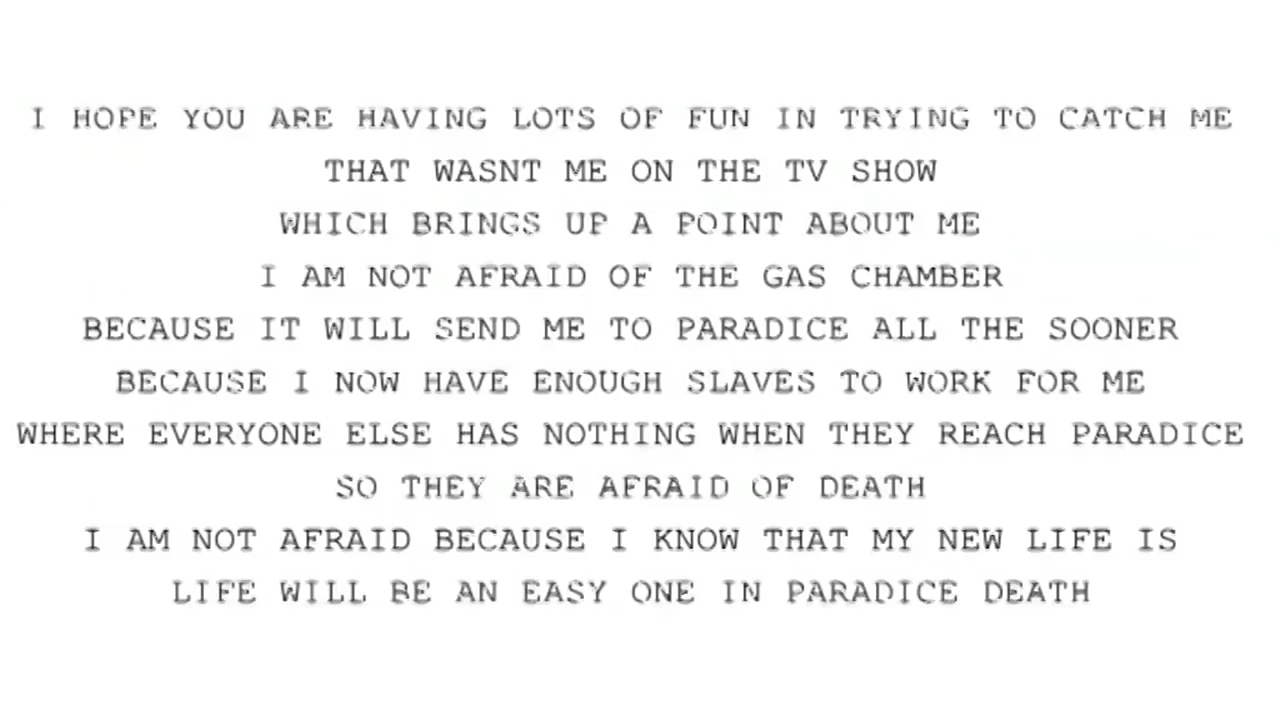 I HOPE YOU ARE HAVING LOTS OF FUN IN TRYING TO CATCH ME
THAT WASNT ME ON THE TV SHOW
WHICH BRINGS UP A POINT ABOUT ME
I AM NOT AFRAID OF THE GAS CHAMBER
BECAUSE IT WILL SEND ME TO PARADICE ALL THE SOONER
BECAUSE I NOW HAVE ENOUGH SLAVES TO WORK FOR ME
WHERE EVERYONE ELSE HAS NOTHING WHEN THEY REACH PARADICE
SO THEY ARE AFRAID OF DEATH
I AM NOT AFRAID BECAUSE I KNOW THAT MY NEW LIFE IS
LIFE WILL BE AN EASY ONE IN PARADICE DEATH